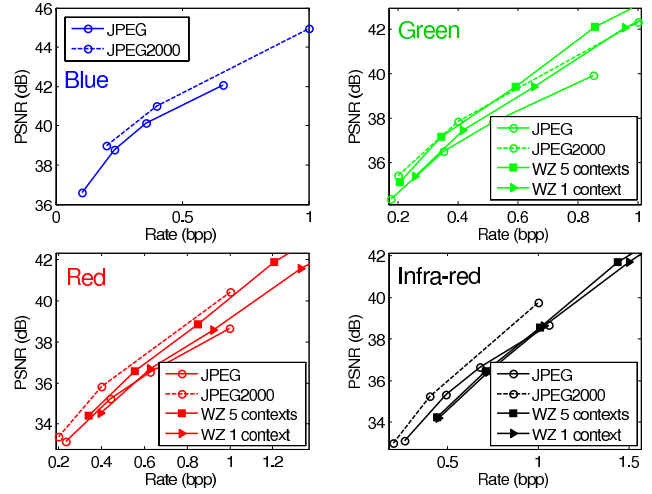 46
44
42
40
38
36
PSNR (dB)
0
0.5
1
Rate (bpp)
JPEG
JPEG2000
Blue
42
40
38
36
PSNR (dB)
0.2
0.4
0.6
0.8
1
Rate (bpp)
Green
JPEG
JPEG2000
WZ 5 contexts
WZ 1 context
42
40
38
36
34
PSNR (dB)
0.2
0.4
0.6
0.8
1
1.2
Rate (bpp)
Red
JPEG
JPEG2000
WZ 5 contexts
WZ 1 context
42
40
38
36
34
PSNR (dB)
0.5
1
1.5
Rate (bpp)
Infra-red
JPEG
JPEG2000
WZ 5 contexts
WZ 1 context